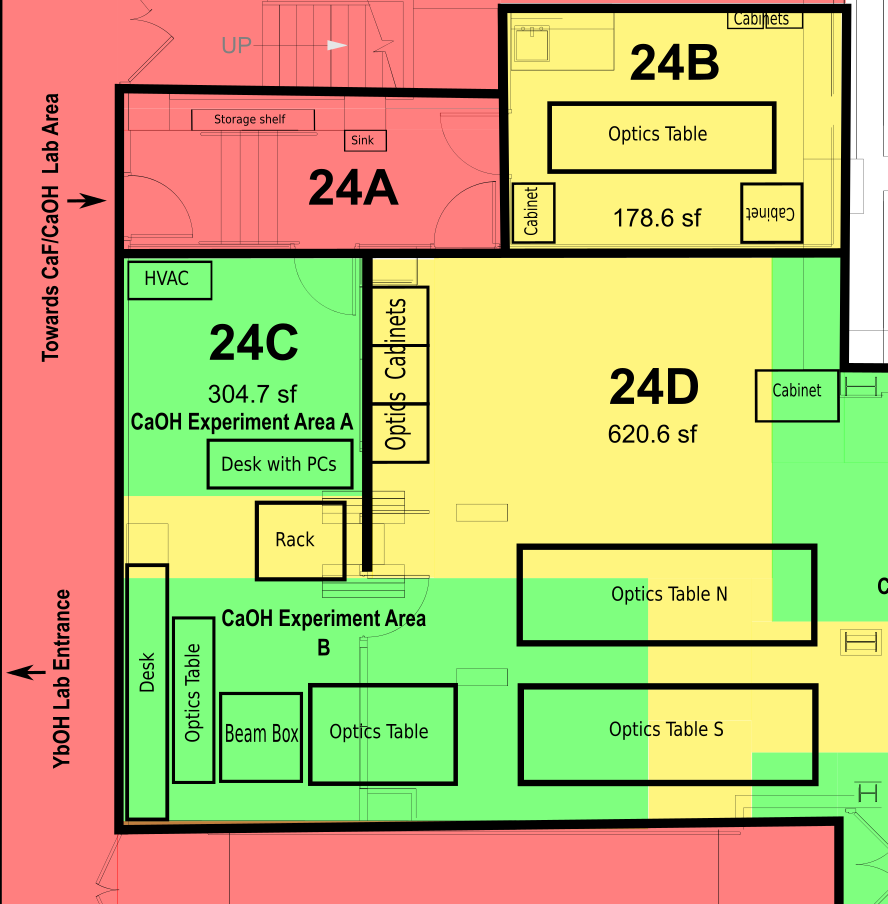 UP
Cabinets
24B
Optics Table
Cabinet
178.6 sf
Cabinet
Storage shelf
Sink
24A
Towards CaF/CaOH Lab Area
HVAC
24C
304.7 sf
CaOH Experiment Area A
Desk with PCs
Optics Cabinets
24D
620.6 sf
Cabinet
Rack
Optics Table N
CaOH Experiment Area
B
YbOH Lab Entrance
Desk
Optics Table
Beam Box
Optics Table
Optics Table S